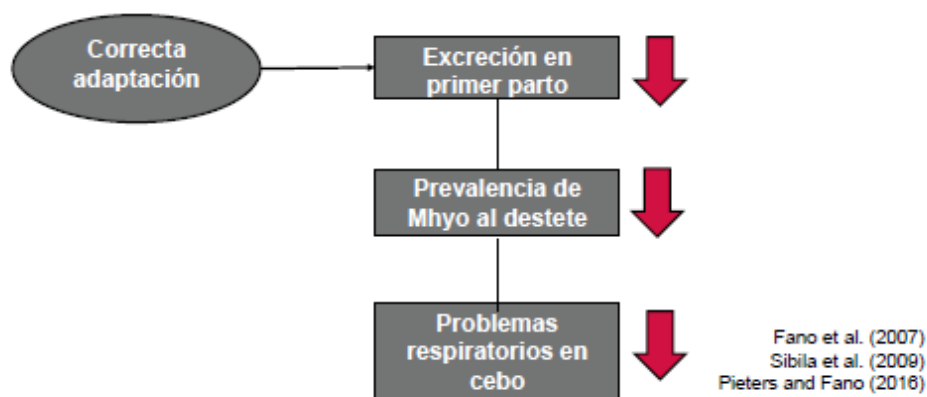 Correcta
adaptación
Excreción en
primer parto
Prevalencia de
Mhyo al destete
Problemas
respiratorios en
cebo
Fano et al. (2007)
Sibila et al. (2009)
Pieters and Fano (2016)